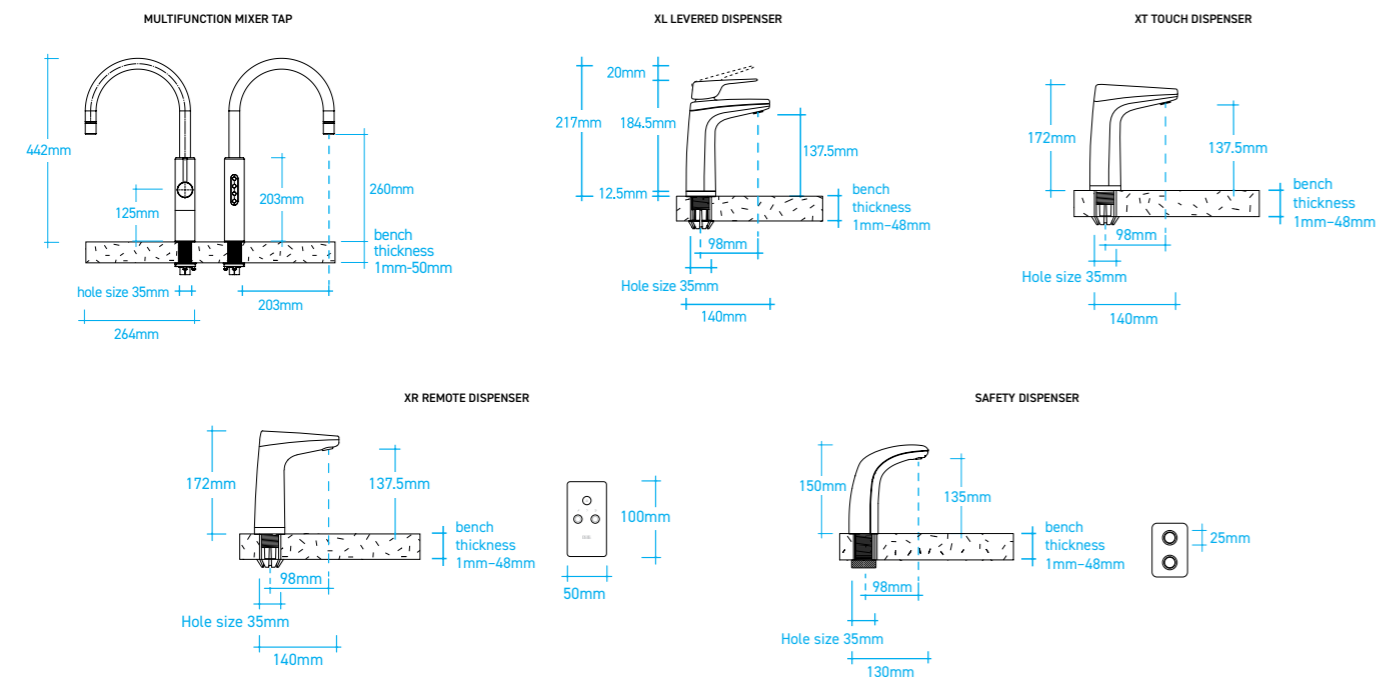 MULTIFUNCTION MIXER TAP
442mm
125mm
203mm
260mm
bench
thickness
1mm-50mm
hole size 35mm
203mm
264mm
XL LEVERED DISPENSER
20mm
217mm
184.5mm
137.5mm
12.5mm
bench
thickness
1mm–48mm
98mm
Hole size 35mm
140mm
XT TOUCH DISPENSER
172mm
137.5mm
bench
thickness
1mm–48mm
98mm
Hole size 35mm
140mm
XR REMOTE DISPENSER
172mm
137.5mm
bench
thickness
1mm–48mm
98mm
Hole size 35mm
140mm
100mm
50mm
SAFETY DISPENSER
150mm
135mm
bench
thickness
1mm–48mm
98mm
Hole size 35mm
130mm
25mm